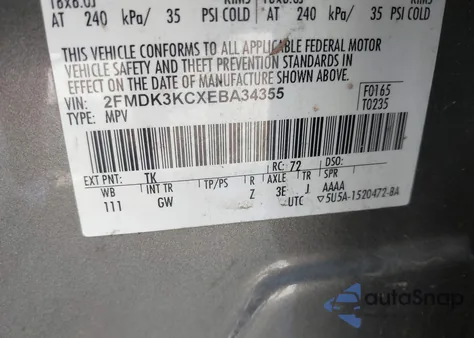 AT 240 kPa/ 35 PSI COLD AT 240 kPa/ 35 PSI COLD
THIS VEHICLE CONFORMS TO ALL APPLICABLE FEDERAL MOTOR
VEHICLE SAFETY AND THEFT PREVENTION STANDARDS IN
EFFECT ON THE DATE OF MANUFACTURE SHOWN ABOVE.
VIN: 2FMDK3KCXEBA34355 F0165
TYPE: MPV T0235
EXT PNT: TK RC: 72 DSO:
WB INT TR TP/PS R AXLE TR SPR
111 GW Z 3E J AAAA
UTC ▽5U5A-1520472-BA
autoSnap